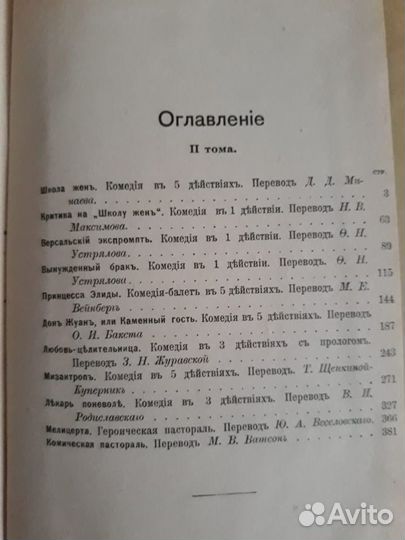 Оглавленіе
II тома.
стр.
Школа женъ. Комедія въ 5 дѣйствіяхъ. Переводъ Д. Д. Ми-
наева 3
Критика на „Школу женъ“. Комедія въ 1 дѣйствіи. Переводъ Н. В.
Максимова 63
Версальскій экспромптъ. Комедія въ 1 дѣйствіи. Переводъ Ѳ. Н.
Устрялова 89
Вынужденный бракъ. Комедія въ 1 дѣйствіи. Переводъ Ѳ. Н.
Устрялова 115
Принцесса Элиды. Комедія-балетъ въ 5 дѣйствіяхъ. Переводъ М. Е.
Вейнберъ 144
Донъ Жуанъ, или Каменный гость. Комедія въ 5 дѣйствіяхъ. Переводъ
О. И. Бакста 187
Любовь-цѣлительница. Комедія въ 3 дѣйствіяхъ съ прологомъ.
Переводъ З. Н. Журавской 243
Мизантропъ. Комедія въ 5 дѣйствіяхъ. Переводъ Т. Щепкиной-
Куперникъ 271
Лѣкарь поневолѣ. Комедія въ 3 дѣйствіяхъ. Переводъ В. И.
Родиславскаго 327
Мелицерта. Героическая пастораль. Переводъ Ю. А. Веселовскаго 366
Комическая пастораль. Переводъ М. В. Ватсонъ 381
Avito